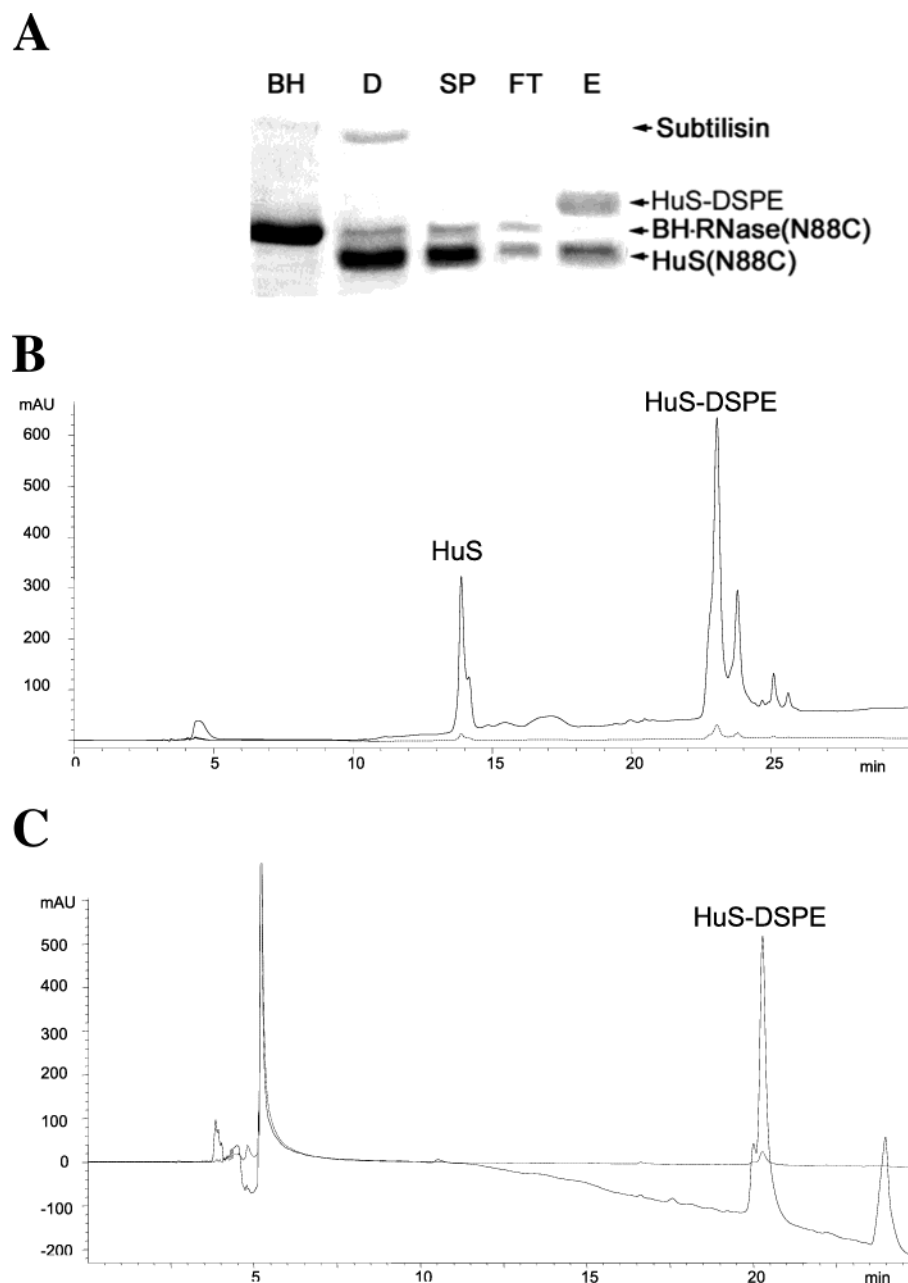 A
BH D SP FT E
Subtilisin
HuS-DSPE
BH·RNase(N88C)
HuS(N88C)
B
mAU
600
500
400
300
200
100
HuS
HuS-DSPE
0 5 10 15 20 25 min
C
mAU
500
400
300
200
100
0
-100
-200
HuS-DSPE
5 10 15 20 min